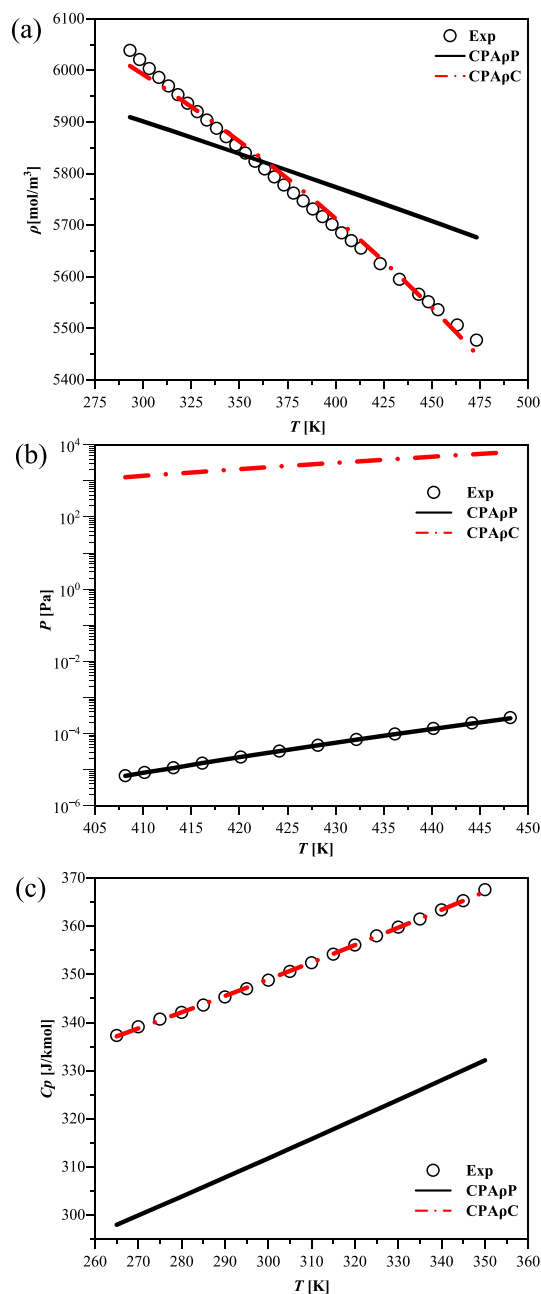 (a)
6100
6000
5900
5800
5700
5600
5500
5400
ρ [mol/m³]
Exp
CPAρP
CPAρC
275 300 325 350 375 400 425 450 475 500
T [K]
(b)
10⁴
10²
10⁰
10⁻²
10⁻⁴
10⁻⁶
P [Pa]
Exp
CPAρP
CPAρC
405 410 415 420 425 430 435 440 445 450
T [K]
(c)
370
360
350
340
330
320
310
300
Cp [J/kmol]
Exp
CPAρP
CPAρC
260 270 280 290 300 310 320 330 340 350 360
T [K]